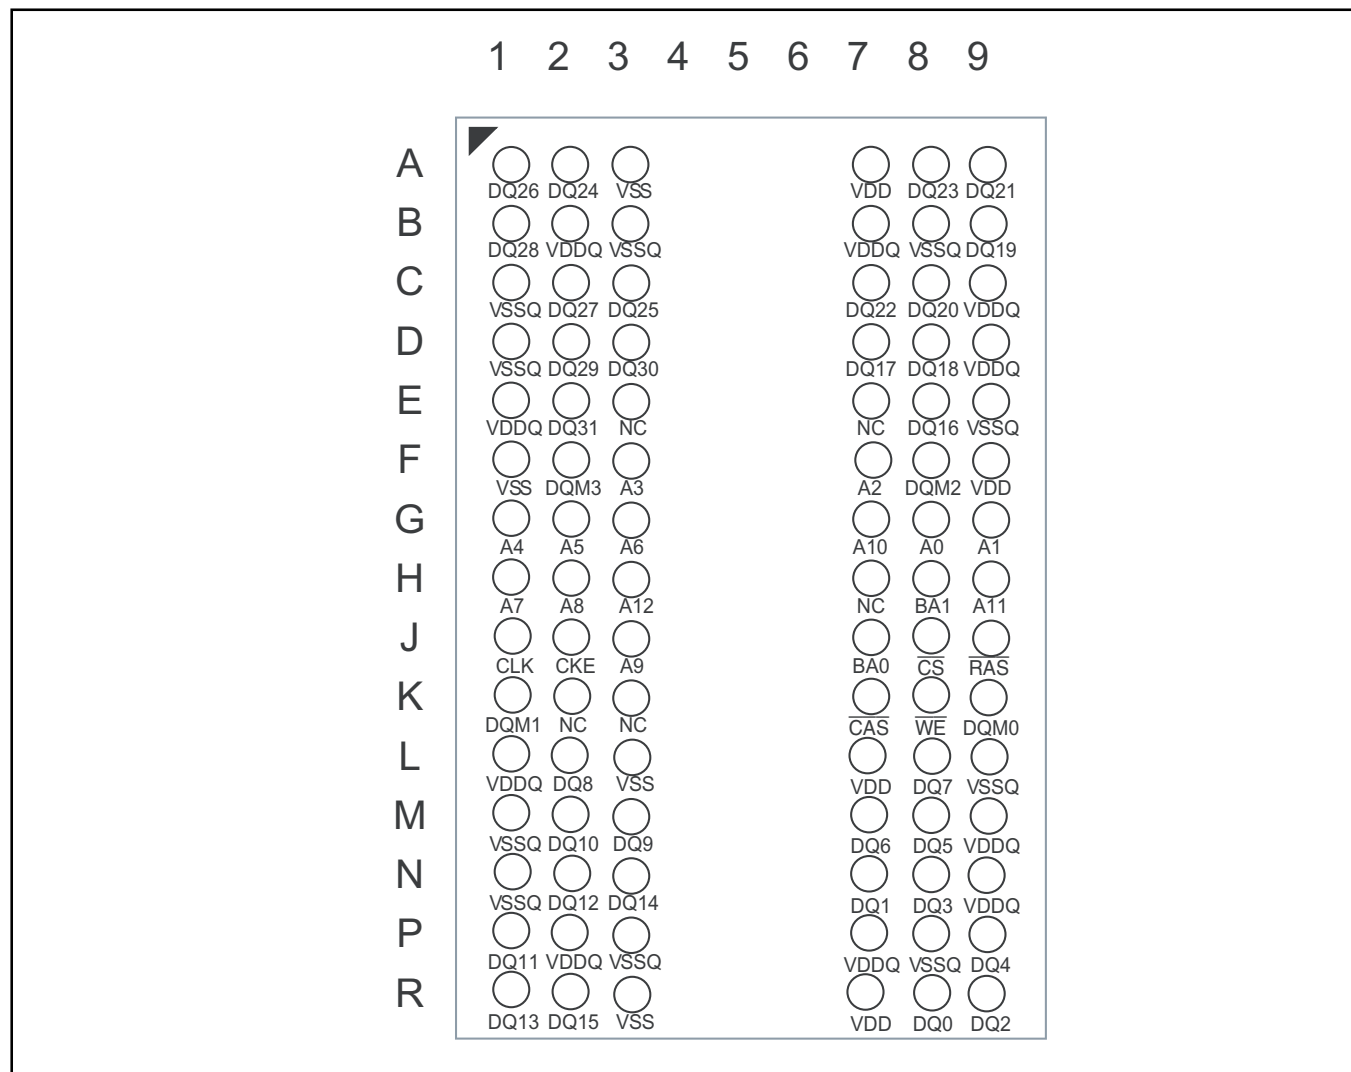 1 2 3 4 5 6 7 8 9
A
DQ26 DQ24 VSS VDD DQ23 DQ21
B
DQ28 VDDQ VSSQ VDDQ VSSQ DQ19
C
VSSQ DQ27 DQ25 DQ22 DQ20 VDDQ
D
VSSQ DQ29 DQ30 DQ17 DQ18 VDDQ
E
VDDQ DQ31 NC NC DQ16 VSSQ
F
VSS DQM3 A3 A2 DQM2 VDD
G
A4 A5 A6 A10 A0 A1
H
A7 A8 A12 NC BA1 A11
J
CLK CKE A9 BA0 C̅S̅ R̅A̅S̅
K
DQM1 NC NC C̅A̅S̅ W̅E̅ DQM0
L
VDDQ DQ8 VSS VDD DQ7 VSSQ
M
VSSQ DQ10 DQ9 DQ6 DQ5 VDDQ
N
VSSQ DQ12 DQ14 DQ1 DQ3 VDDQ
P
DQ11 VDDQ VSSQ VDDQ VSSQ DQ4
R
DQ13 DQ15 VSS VDD DQ0 DQ2